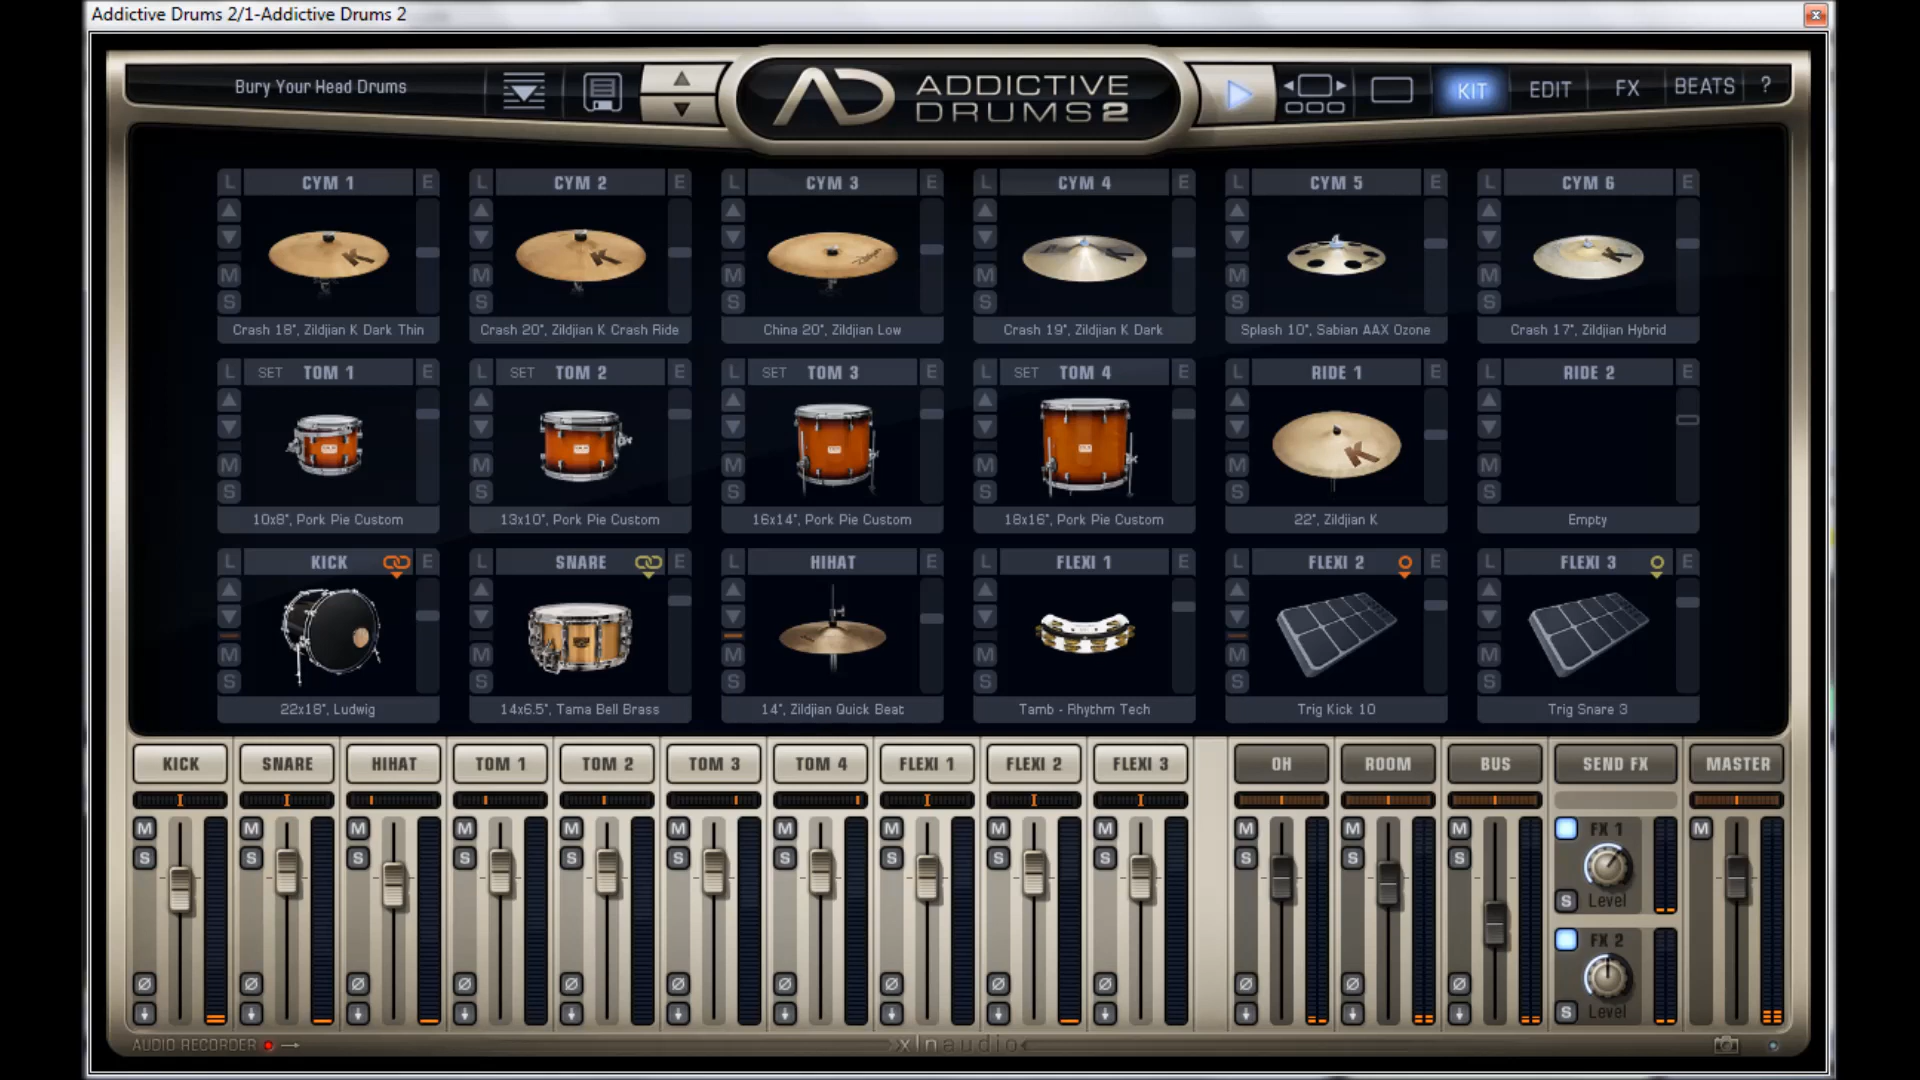 Addictive Drums 2/1-Addictive Drums 2
Bury Your Head Drums
AD ADDICTIVE DRUMS 2
KIT EDIT FX BEATS ?
L CYM 1 E L CYM 2 E L CYM 3 E L CYM 4 E L CYM 5 E L CYM 6 E
M M M M M M
S S S S S S
Crash 18", Zildjian K Dark Thin Crash 20", Zildjian K Crash Ride China 20", Zildjian Low Crash 19", Zildjian K Dark Splash 10", Sabian AAX Ozone Crash 17", Zildjian Hybrid
L SET TOM 1 E L SET TOM 2 E L SET TOM 3 E L SET TOM 4 E L RIDE 1 E L RIDE 2 E
M M M M M M
S S S S S S
10x8", Pork Pie Custom 13x10", Pork Pie Custom 16x14", Pork Pie Custom 18x16", Pork Pie Custom 22", Zildjian K Empty
L KICK E L SNARE E L HIHAT E L FLEXI 1 E L FLEXI 2 E L FLEXI 3 E
M M M M M M
S S S S S S
22x18", Ludwig 14x6.5", Tama Bell Brass 14", Zildjian Quick Beat Tamb - Rhythm Tech Trig Kick 10 Trig Snare 3
KICK SNARE HIHAT TOM 1 TOM 2 TOM 3 TOM 4 FLEXI 1 FLEXI 2 FLEXI 3 OH ROOM BUS SEND FX MASTER
M M M M M M M M M M M M M FX 1 M
S S S S S S S S S S S S S
S Level
FX 2
Ø Ø Ø Ø Ø Ø Ø Ø Ø Ø Ø Ø Ø
S Level
AUDIO RECORDER xlnaudio